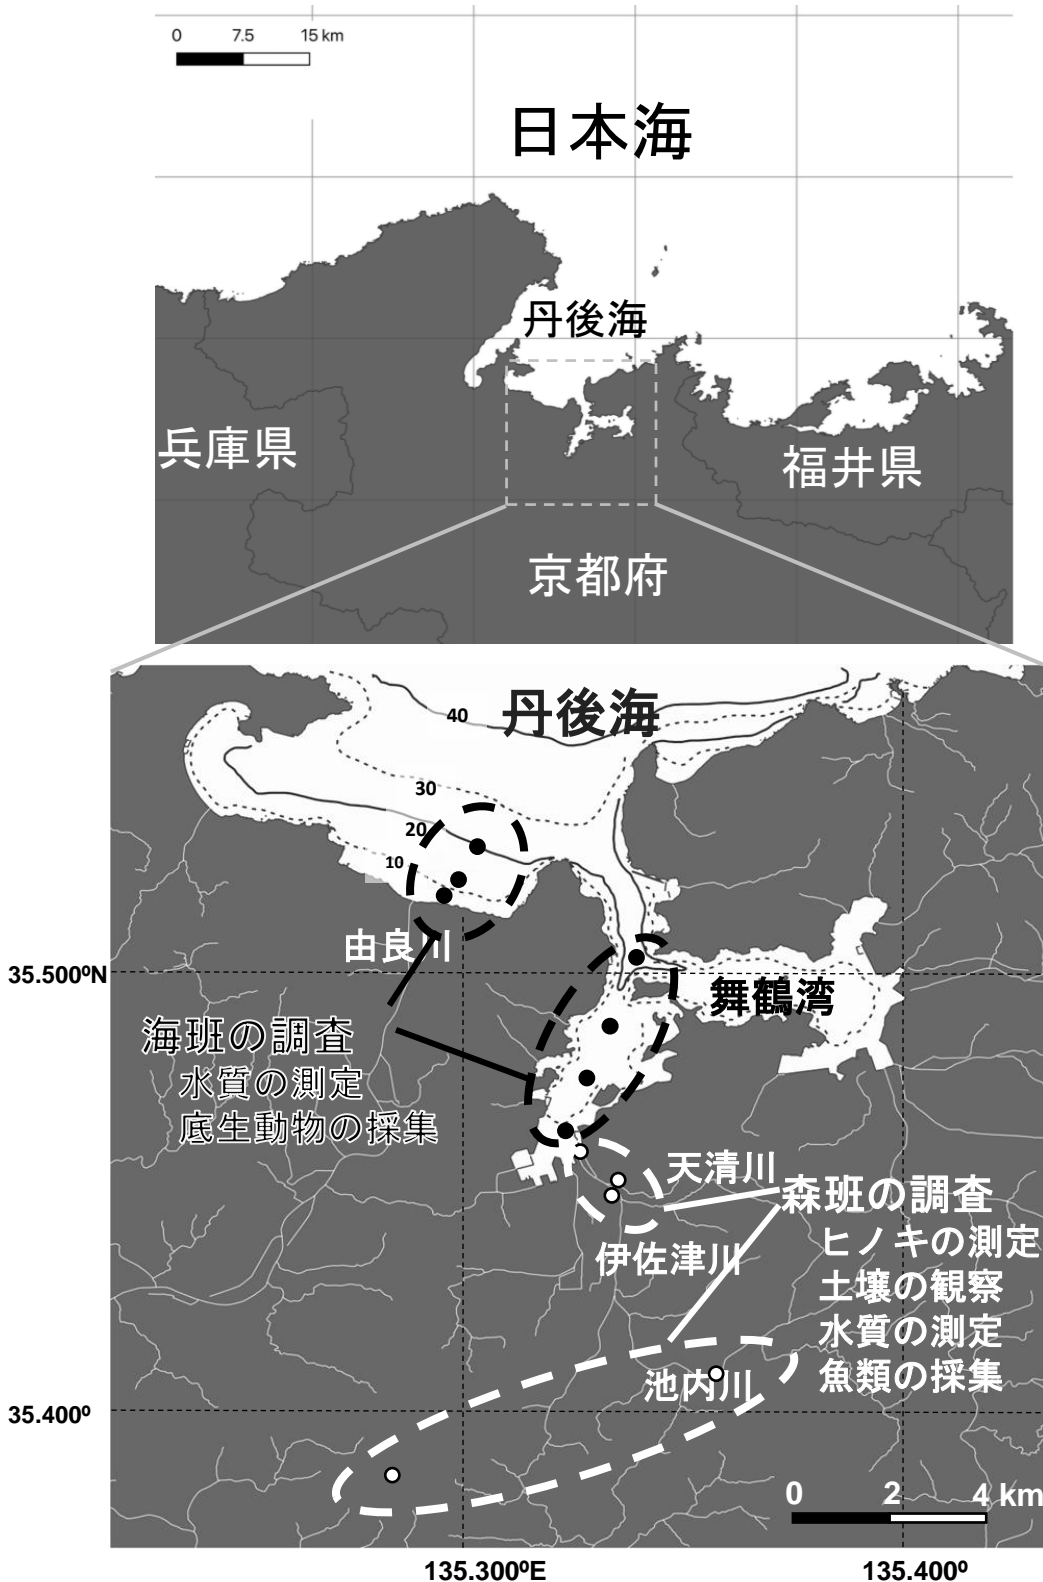 0 7.5 15 km
日本海
丹後海
兵庫県
福井県
京都府
丹後海
40
30
20
10
由良川
35.500⁰N
舞鶴湾
海班の調査
水質の測定
底生動物の採集
天清川
森班の調査
伊佐津川
ヒノキの測定
土壌の観察
水質の測定
魚類の採集
池内川
35.400⁰
0 2 4 km
135.300⁰E 135.400⁰